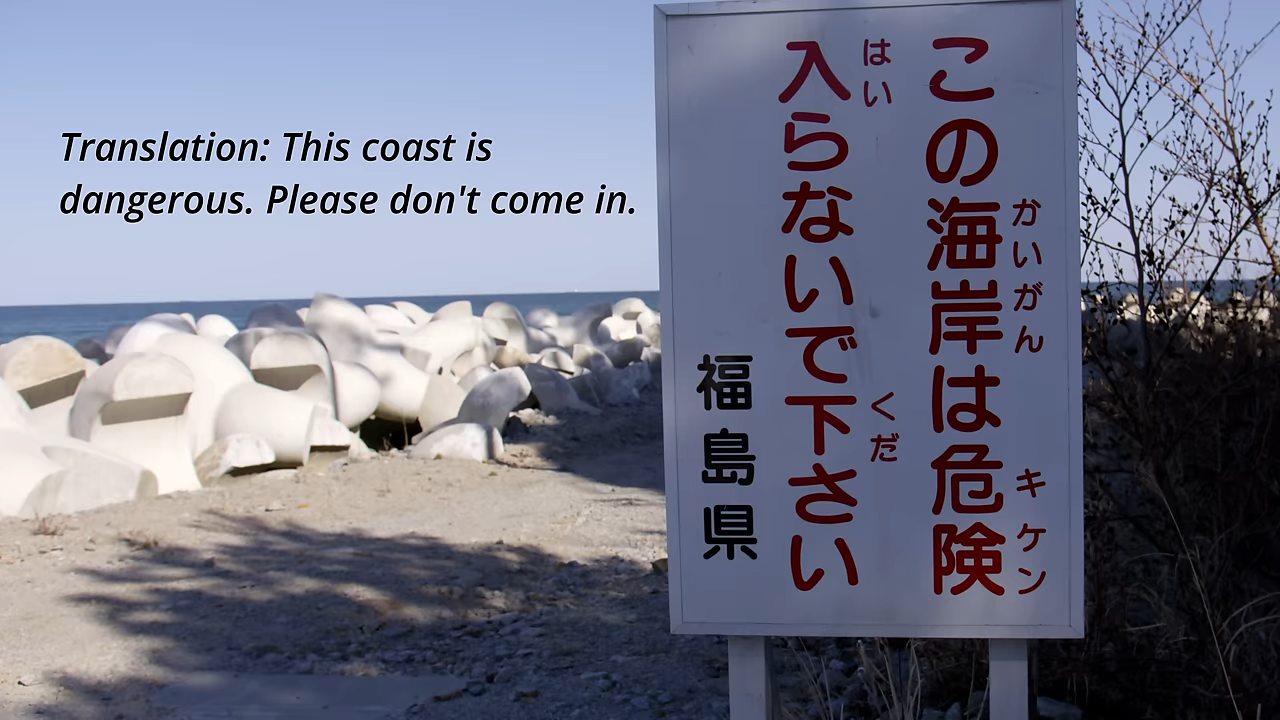 Translation: This coast is
dangerous. Please don't come in.
この海岸は危険
かいがん
キケン
入らないで下さい
はい
くだ
福島県